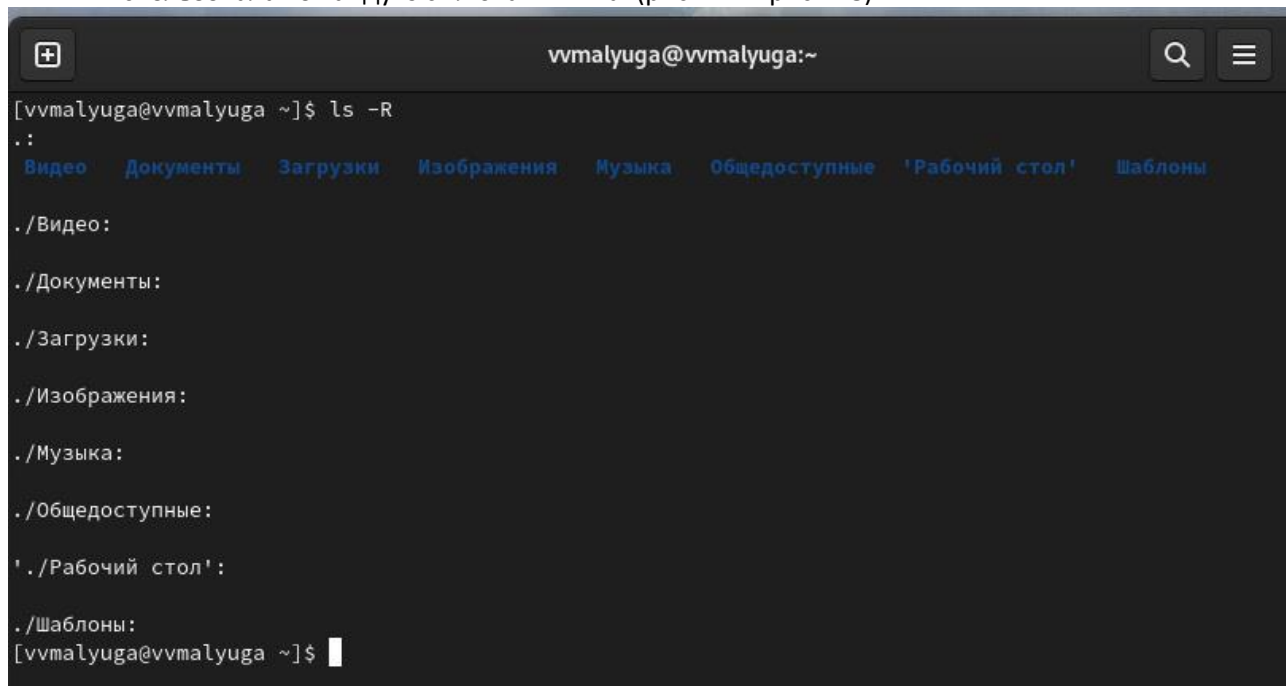 vvmalyuga@vvmalyuga:~
[vvmalyuga@vvmalyuga ~]$ ls -R
.:
Видео Документы Загрузки Изображения Музыка Общедоступные 'Рабочий стол' Шаблоны
./Видео:
./Документы:
./Загрузки:
./Изображения:
./Музыка:
./Общедоступные:
'./Рабочий стол':
./Шаблоны:
[vvmalyuga@vvmalyuga ~]$